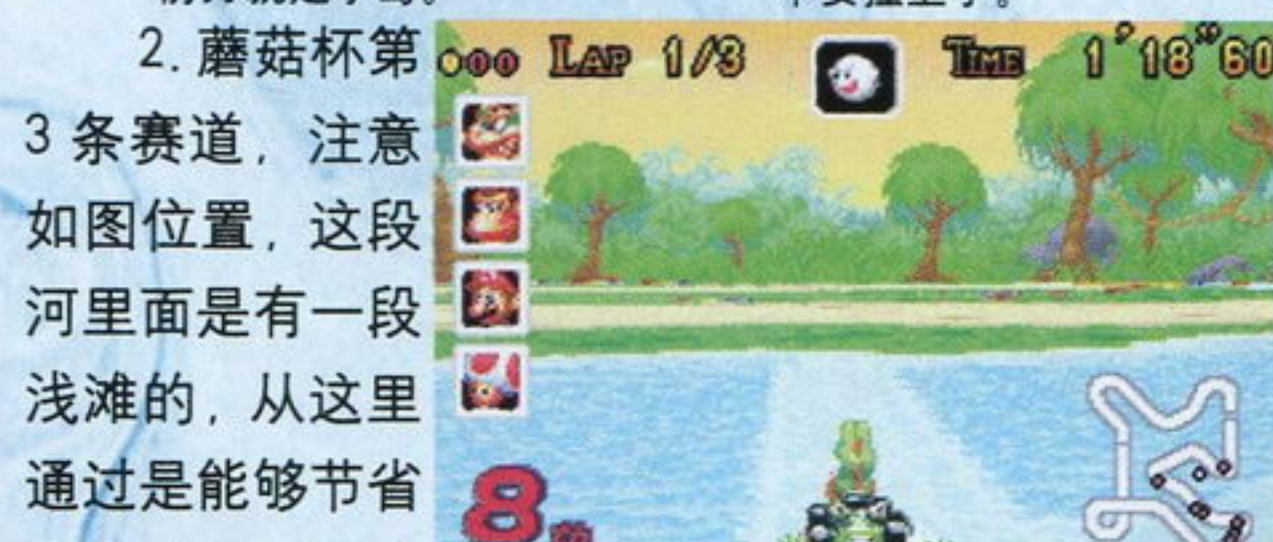 2. 蘑菇杯第
3 条赛道，注意
如图位置，这段
河里面是有一段
浅滩的，从这里
通过是能够节省
LAP 1/3
TIME 1'18"60
8th